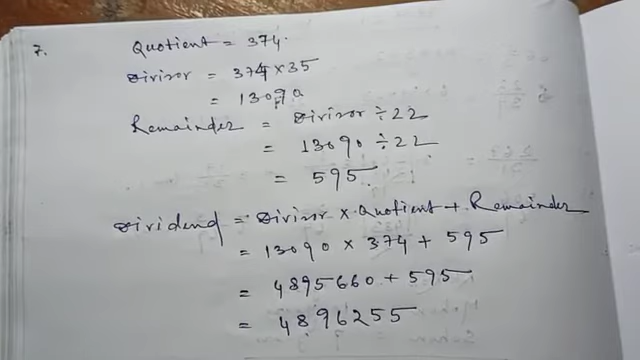 7. Quotient = 374.
Divisor = 374 x 35
= 13090
Remainder = Divisor ÷ 22
= 13090 ÷ 22
= 595.
Dividend = Divisor x Quotient + Remainder
= 13090 x 374 + 595
= 4895660 + 595
= 4896255